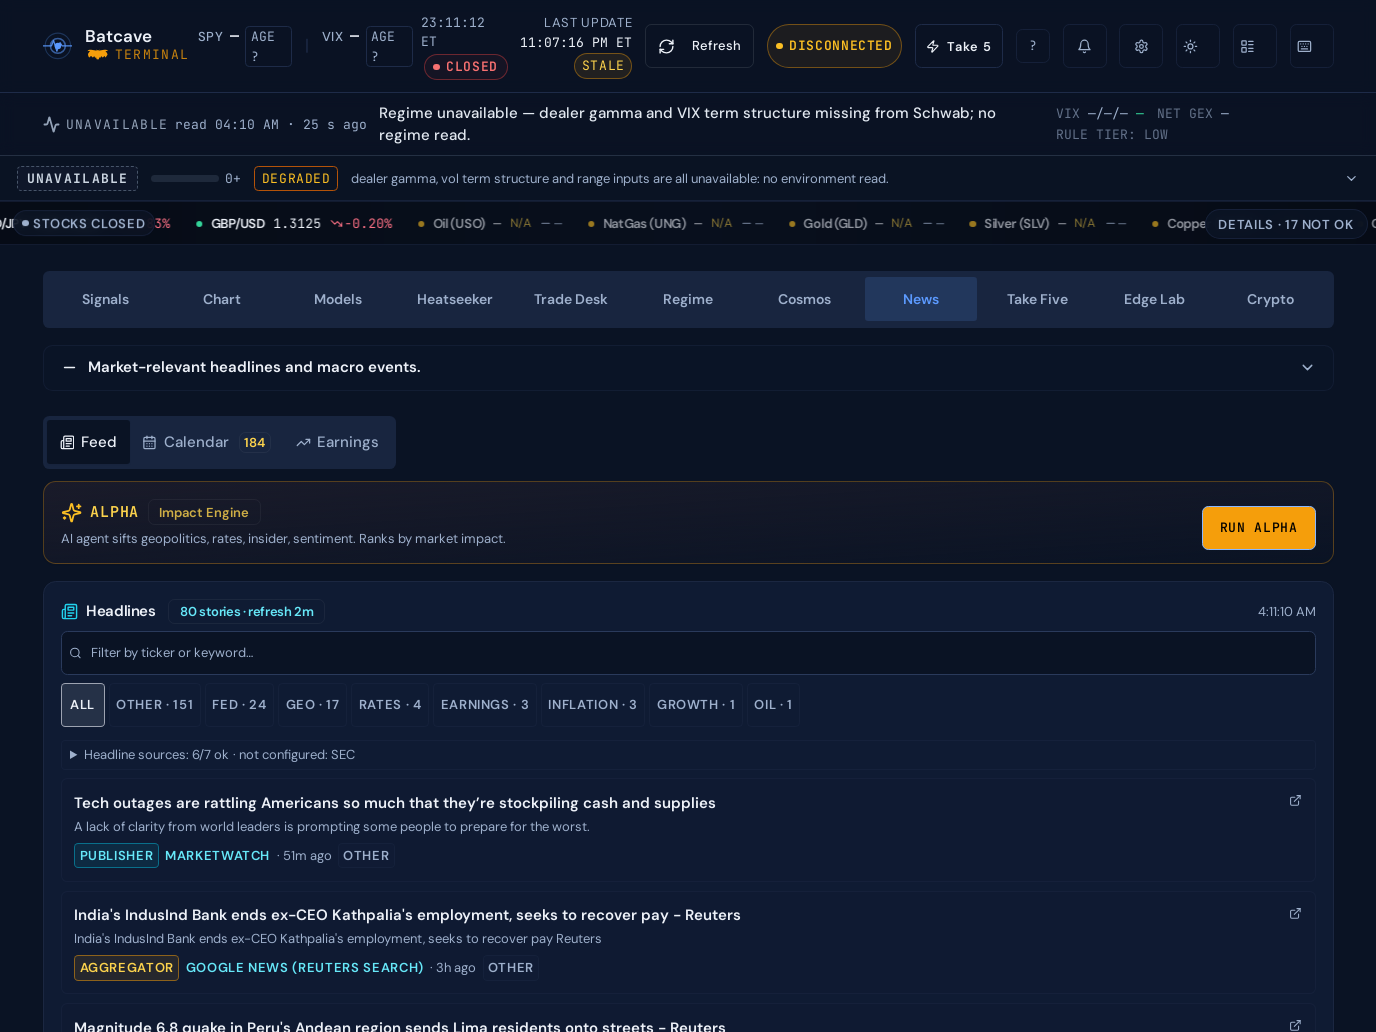 Batcave
TERMINAL
SPY — AGE ?
VIX — AGE ?
23:11:12 ET
CLOSED
LAST UPDATE
11:07:16 PM ET
STALE
Refresh
DISCONNECTED
Take 5
?
UNAVAILABLE read 04:10 AM · 25 s ago
Regime unavailable — dealer gamma and VIX term structure missing from Schwab; no
regime read.
VIX —/—/— — NET GEX —
RULE TIER: LOW
UNAVAILABLE 0+ DEGRADED dealer gamma, vol term structure and range inputs are all unavailable: no environment read.
STOCKS CLOSED 3% GBP/USD 1.3125 -0.20% Oil (USO) — N/A — — NatGas (UNG) — N/A — — Gold (GLD) — N/A — — Silver (SLV) — N/A — — Coppe DETAILS · 17 NOT OK
Signals Chart Models Heatseeker Trade Desk Regime Cosmos News Take Five Edge Lab Crypto
— Market-relevant headlines and macro events.
Feed Calendar 184 Earnings
ALPHA Impact Engine
AI agent sifts geopolitics, rates, insider, sentiment. Ranks by market impact.
RUN ALPHA
Headlines 80 stories · refresh 2m 4:11:10 AM
Filter by ticker or keyword...
ALL OTHER · 151 FED · 24 GEO · 17 RATES · 4 EARNINGS · 3 INFLATION · 3 GROWTH · 1 OIL · 1
Headline sources: 6/7 ok · not configured: SEC
Tech outages are rattling Americans so much that they’re stockpiling cash and supplies
A lack of clarity from world leaders is prompting some people to prepare for the worst.
PUBLISHER MARKETWATCH · 51m ago OTHER
India's IndusInd Bank ends ex-CEO Kathpalia's employment, seeks to recover pay - Reuters
India's IndusInd Bank ends ex-CEO Kathpalia's employment, seeks to recover pay Reuters
AGGREGATOR GOOGLE NEWS (REUTERS SEARCH) · 3h ago OTHER
Magnitude 6.8 quake in Peru's Andean region sends Lima residents onto streets - Reuters